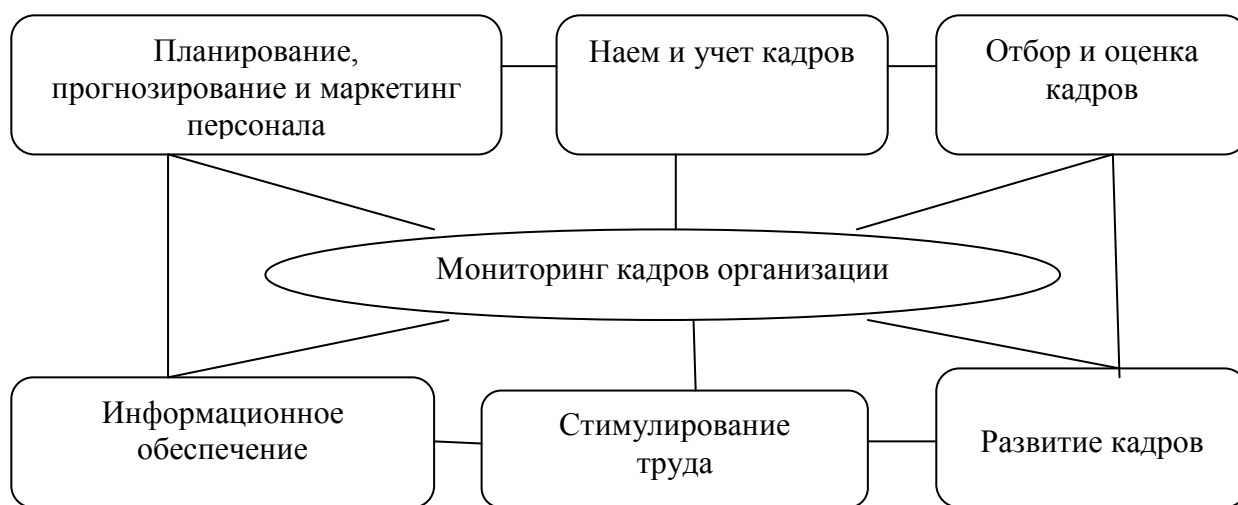 Планирование,
прогнозирование и маркетинг
персонала
Наем и учет кадров
Отбор и оценка
кадров
Мониторинг кадров организации
Информационное
обеспечение
Стимулирование
труда
Развитие кадров